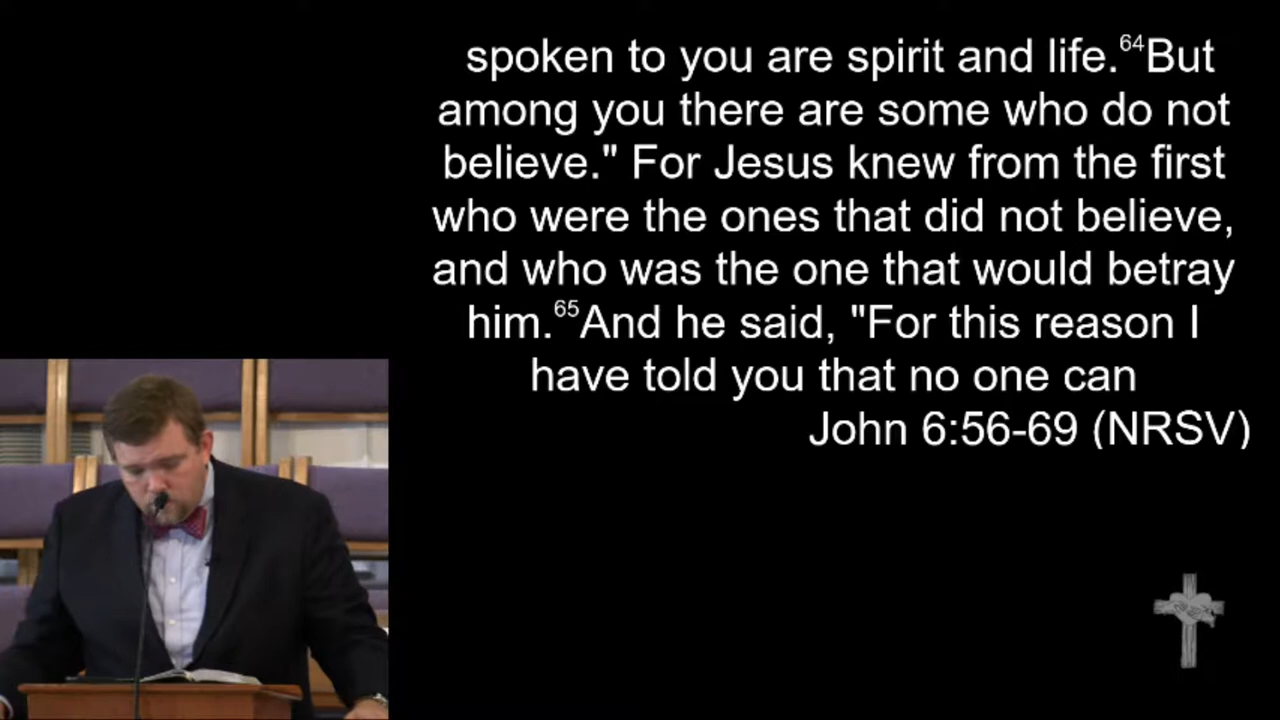 spoken to you are spirit and life.⁶⁴But
among you there are some who do not
believe." For Jesus knew from the first
who were the ones that did not believe,
and who was the one that would betray
him.⁶⁵And he said, "For this reason I
have told you that no one can
John 6:56-69 (NRSV)